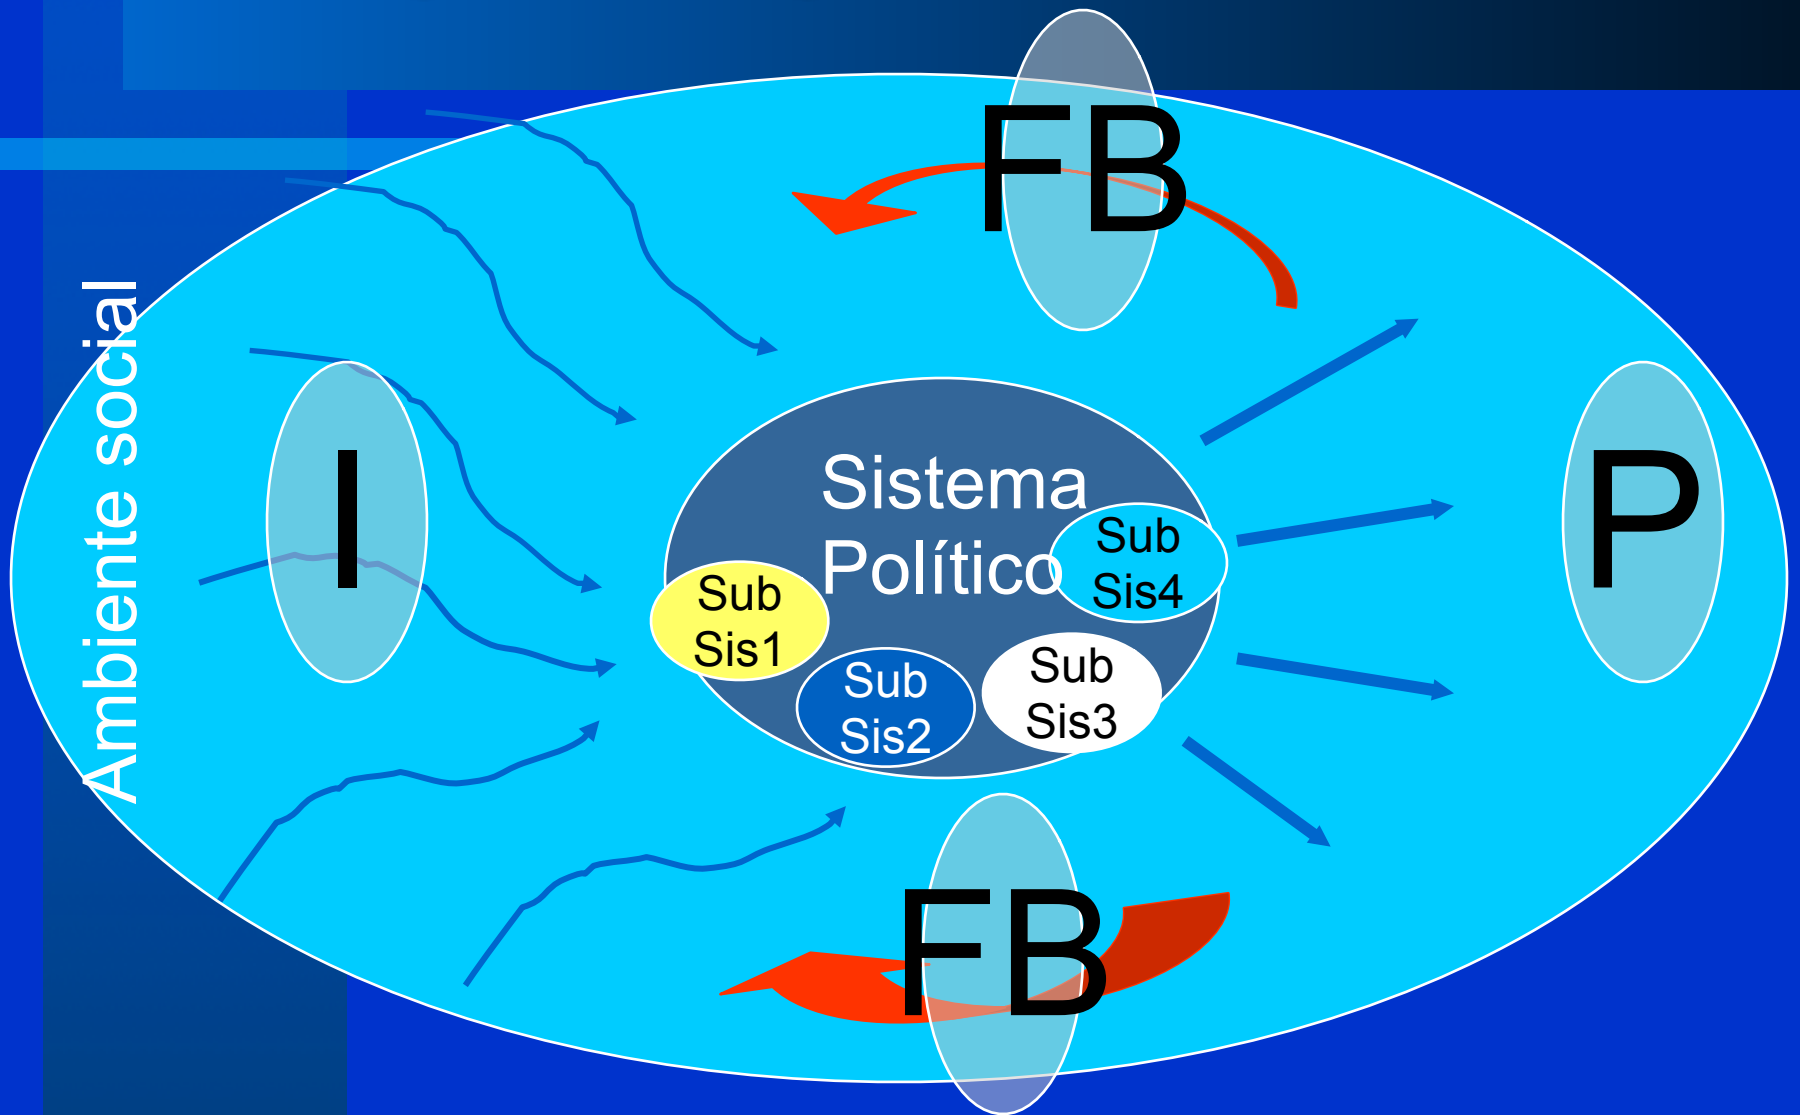 FB
Ambiente social
I
Sistema
Político
P
Sub
Sis4
Sub
Sis1
Sub
Sis2
Sub
Sis3
FB